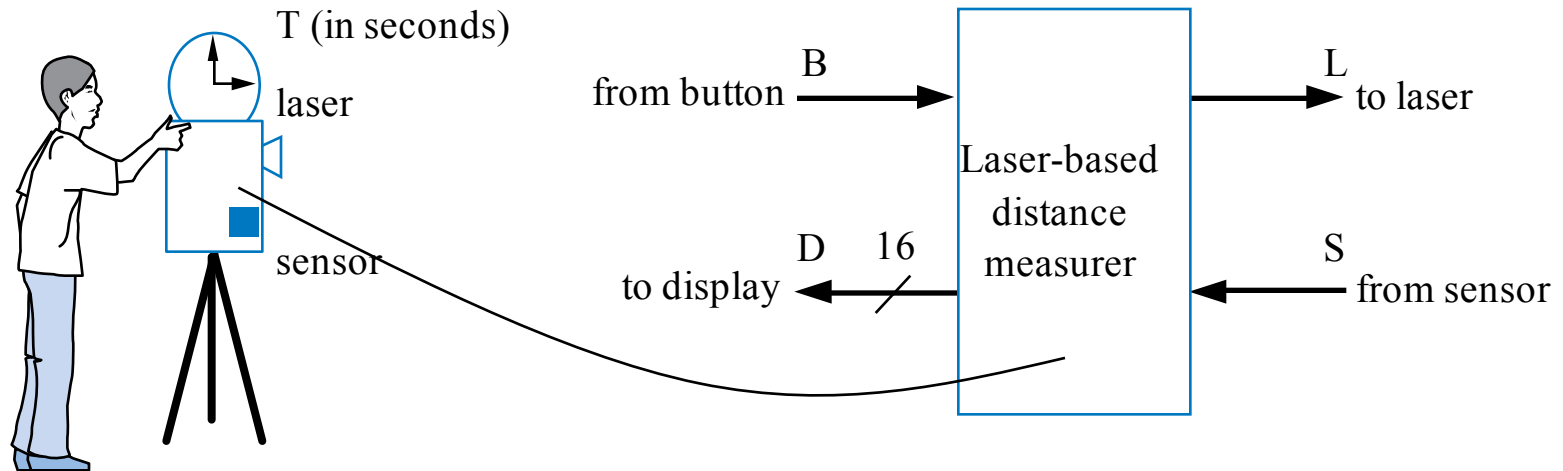 T (in seconds)
laser
sensor
from button
B
to display
D
16
Laser-based
distance
measurer
L
to laser
S
from sensor